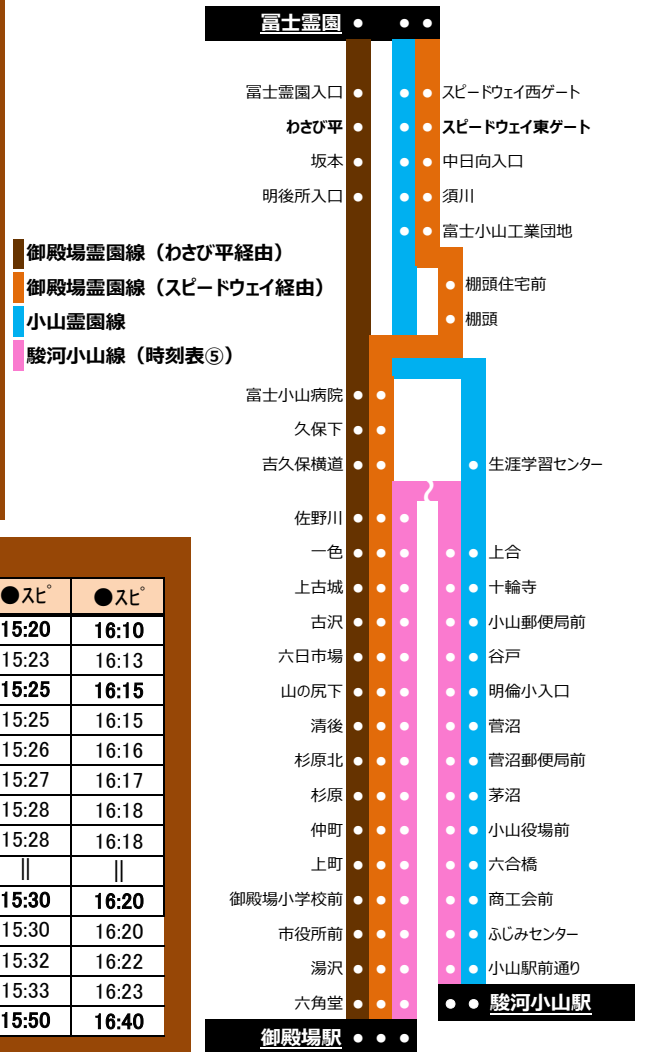 冨士霊園
冨士霊園入口 スピードウェイ西ゲート
わさび平 スピードウェイ東ゲート
坂本 中日向入口
明後所入口 須川
富士小山工業団地
御殿場霊園線（わさび平経由）
御殿場霊園線（スピードウェイ経由） 棚頭住宅前
小山霊園線 棚頭
駿河小山線（時刻表⑤）
富士小山病院
久保下
吉久保横道 生涯学習センター
佐野川
一色 上合
上古城 十輪寺
古沢 小山郵便局前
六日市場 谷戸
山の尻下 明倫小入口
清後 菅沼
杉原北 菅沼郵便局前
杉原 茅沼
仲町 小山役場前
上町 六合橋
御殿場小学校前 商工会前
市役所前 ふじみセンター
湯沢 小山駅前通り
六角堂 駿河小山駅
御殿場駅
●スピ ●スピ
15:20 16:10
15:23 16:13
15:25 16:15
15:25 16:15
15:26 16:16
15:27 16:17
15:28 16:18
15:28 16:18
|| ||
15:30 16:20
15:30 16:20
15:32 16:22
15:33 16:23
15:50 16:40